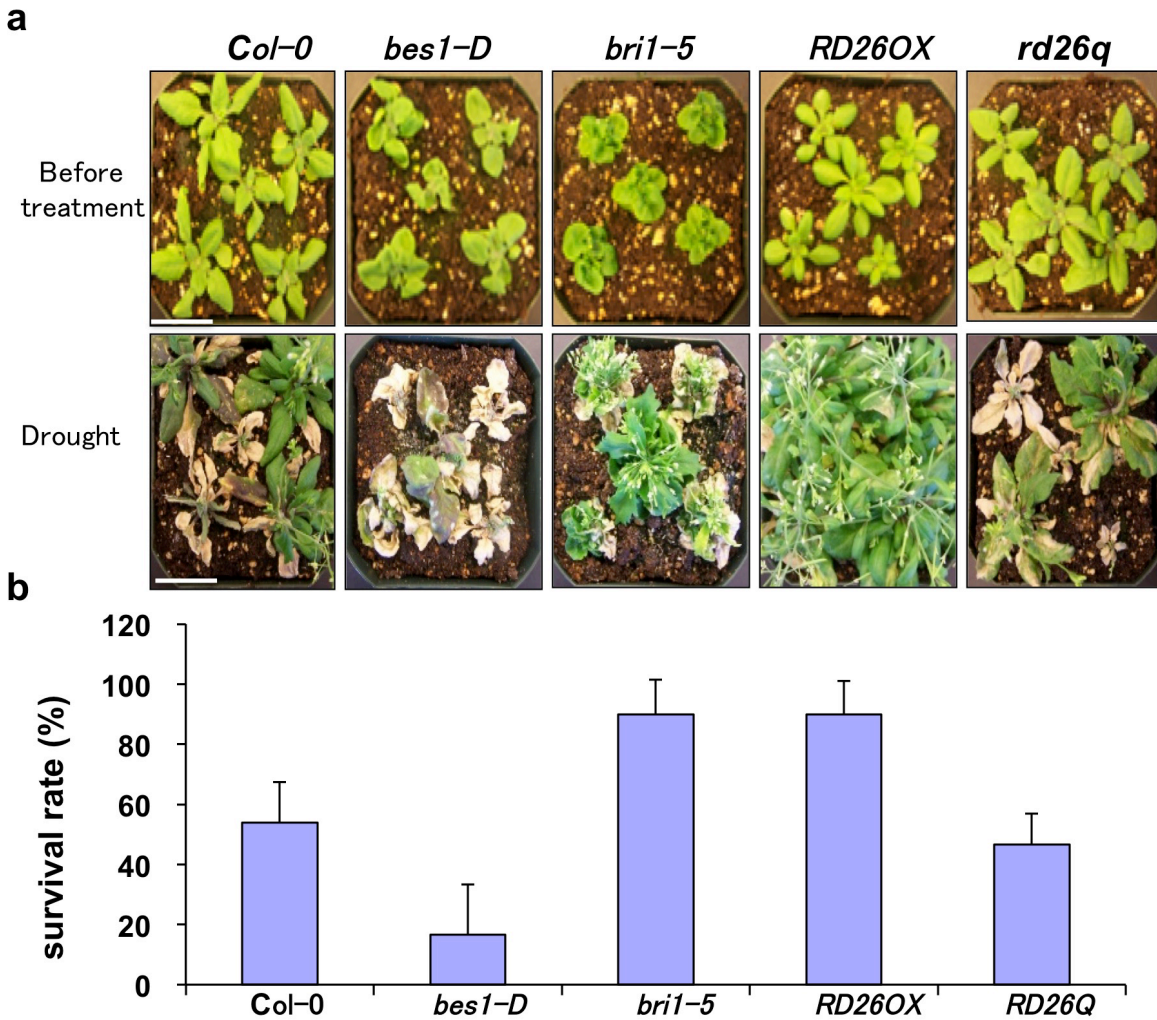 a
Col–0 bes1–D bri1–5 RD26OX rd26q
Before
treatment
Drought
b
120
100
80
60
40
20
0
survival rate (%)
Col–0 bes1–D bri1–5 RD26OX RD26Q